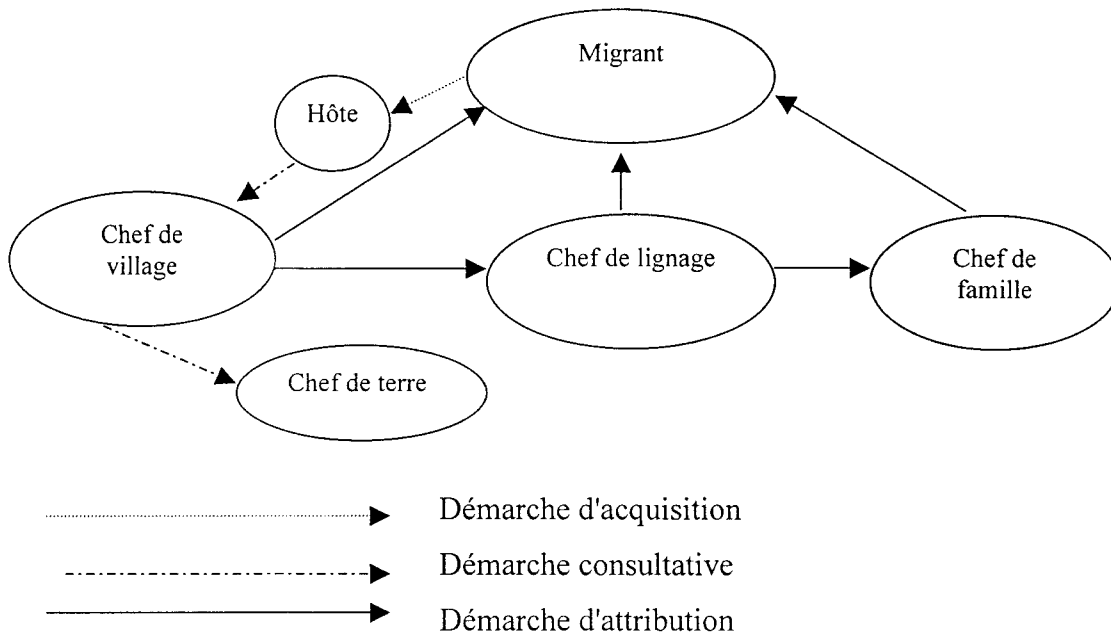 Migrant
Hôte
Chef de
village
Chef de lignage
Chef de
famille
Chef de terre
Démarche d'acquisition
Démarche consultative
Démarche d'attribution